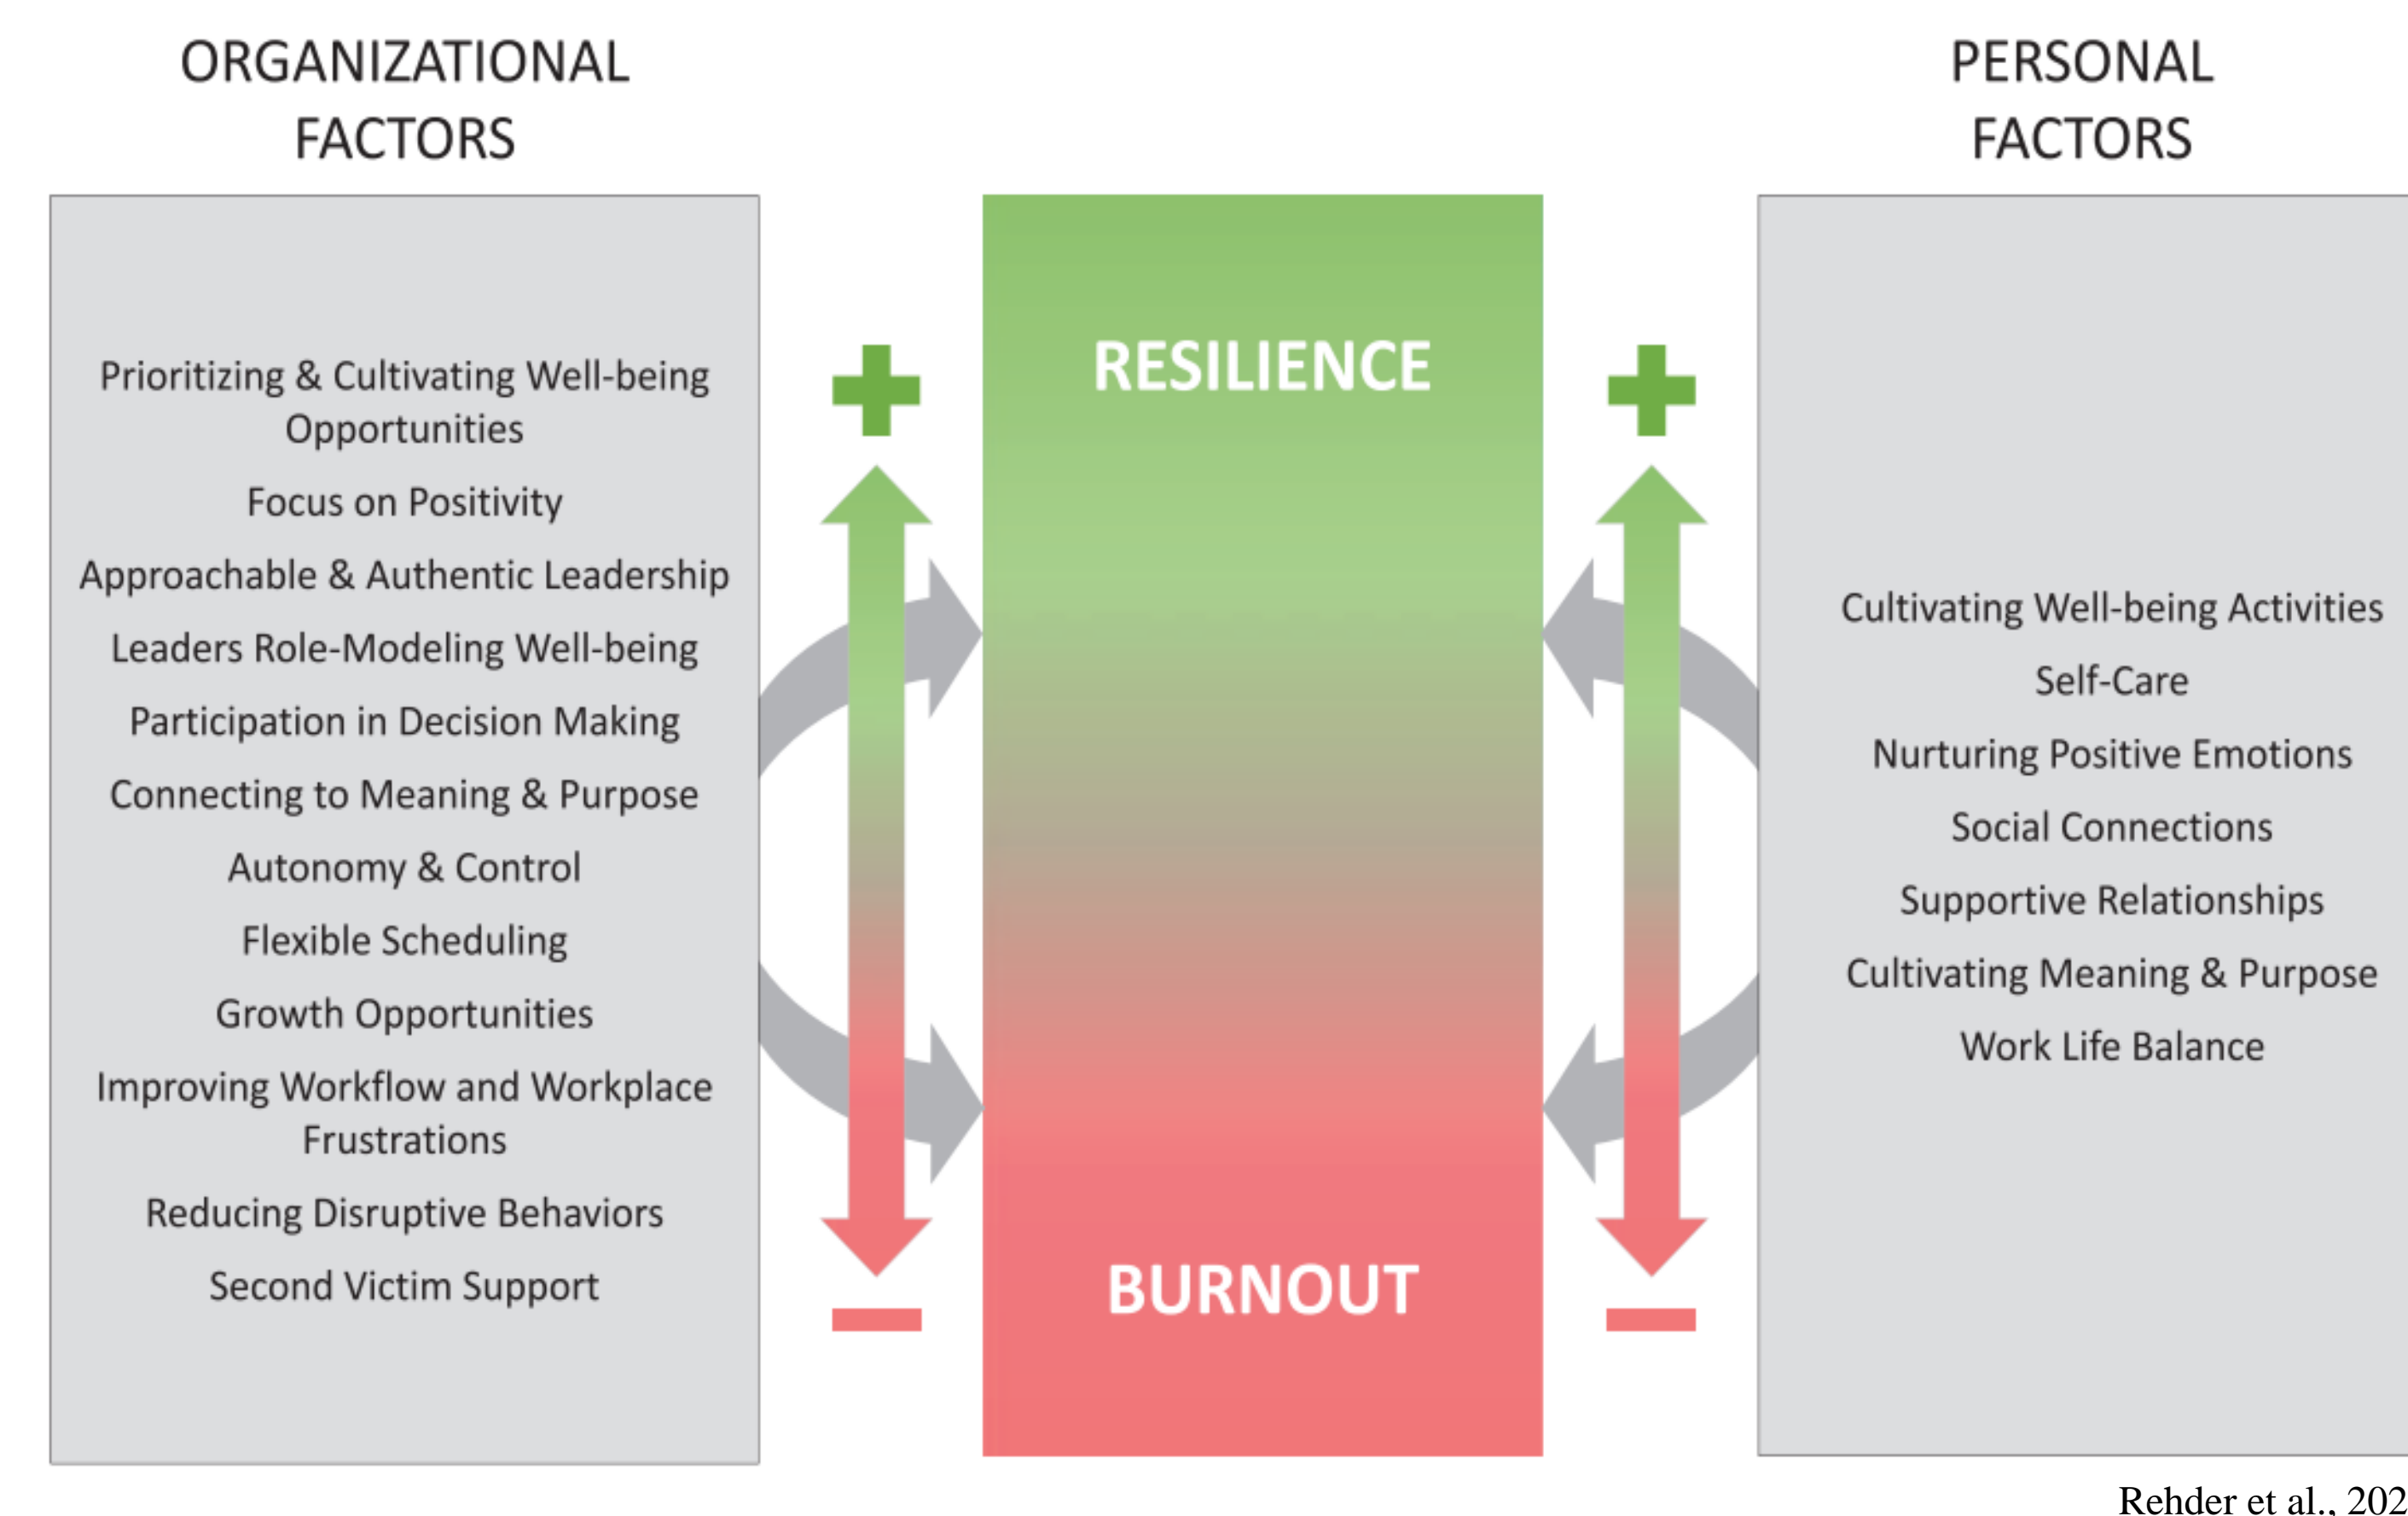 ORGANIZATIONAL
FACTORS
Prioritizing & Cultivating Well-being
Opportunities
Focus on Positivity
Approachable & Authentic Leadership
Leaders Role-Modeling Well-being
Participation in Decision Making
Connecting to Meaning & Purpose
Autonomy & Control
Flexible Scheduling
Growth Opportunities
Improving Workflow and Workplace
Frustrations
Reducing Disruptive Behaviors
Second Victim Support
RESILIENCE
BURNOUT
PERSONAL
FACTORS
Cultivating Well-being Activities
Self-Care
Nurturing Positive Emotions
Social Connections
Supportive Relationships
Cultivating Meaning & Purpose
Work Life Balance
Rehder et al., 202